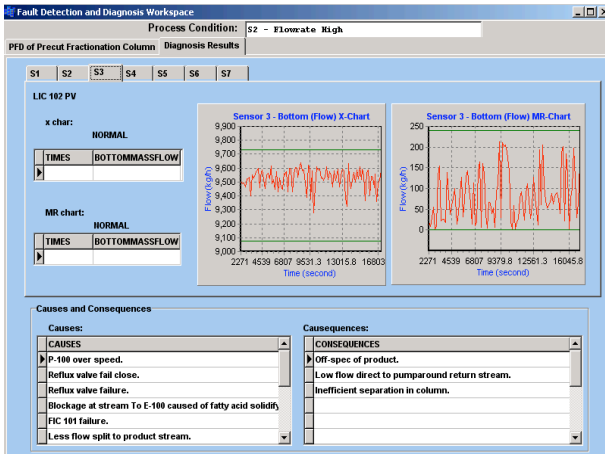 Fault Detection and Diagnosis Workspace
Process Condition: S2 - Flowrate High
PFD of Precut Fractionation Column Diagnosis Results
S1 S2 S3 S4 S5 S6 S7
LIC 102 PV
x char:
NORMAL
TIMES BOTTOMMASSFLOW
MR chart:
NORMAL
TIMES BOTTOMMASSFLOW
Sensor 3 - Bottom (Flow) X-Chart
Flow(kg/h)
9,900
9,800
9,700
9,600
9,500
9,400
9,300
9,200
9,100
9,000
2271 4539 6807 9531.3 13015.8 16803
Time (second)
Sensor 3 - Bottom (Flow) MR-Chart
Flow(kg/h)
250
200
150
100
50
0
2271 4539 6807 9379.8 12561.3 16045.8
Time (second)
Causes and Consequences
Causes:
CAUSES
P-100 over speed.
Reflux valve fail close.
Reflux valve failure.
Blockage at stream To E-100 caused of fatty acid solidify
FIC 101 failure.
Less flow split to product stream.
Causequences:
CONSEQUENCES
Off-spec of product.
Low flow direct to pumparound return stream.
Inefficient separation in column.